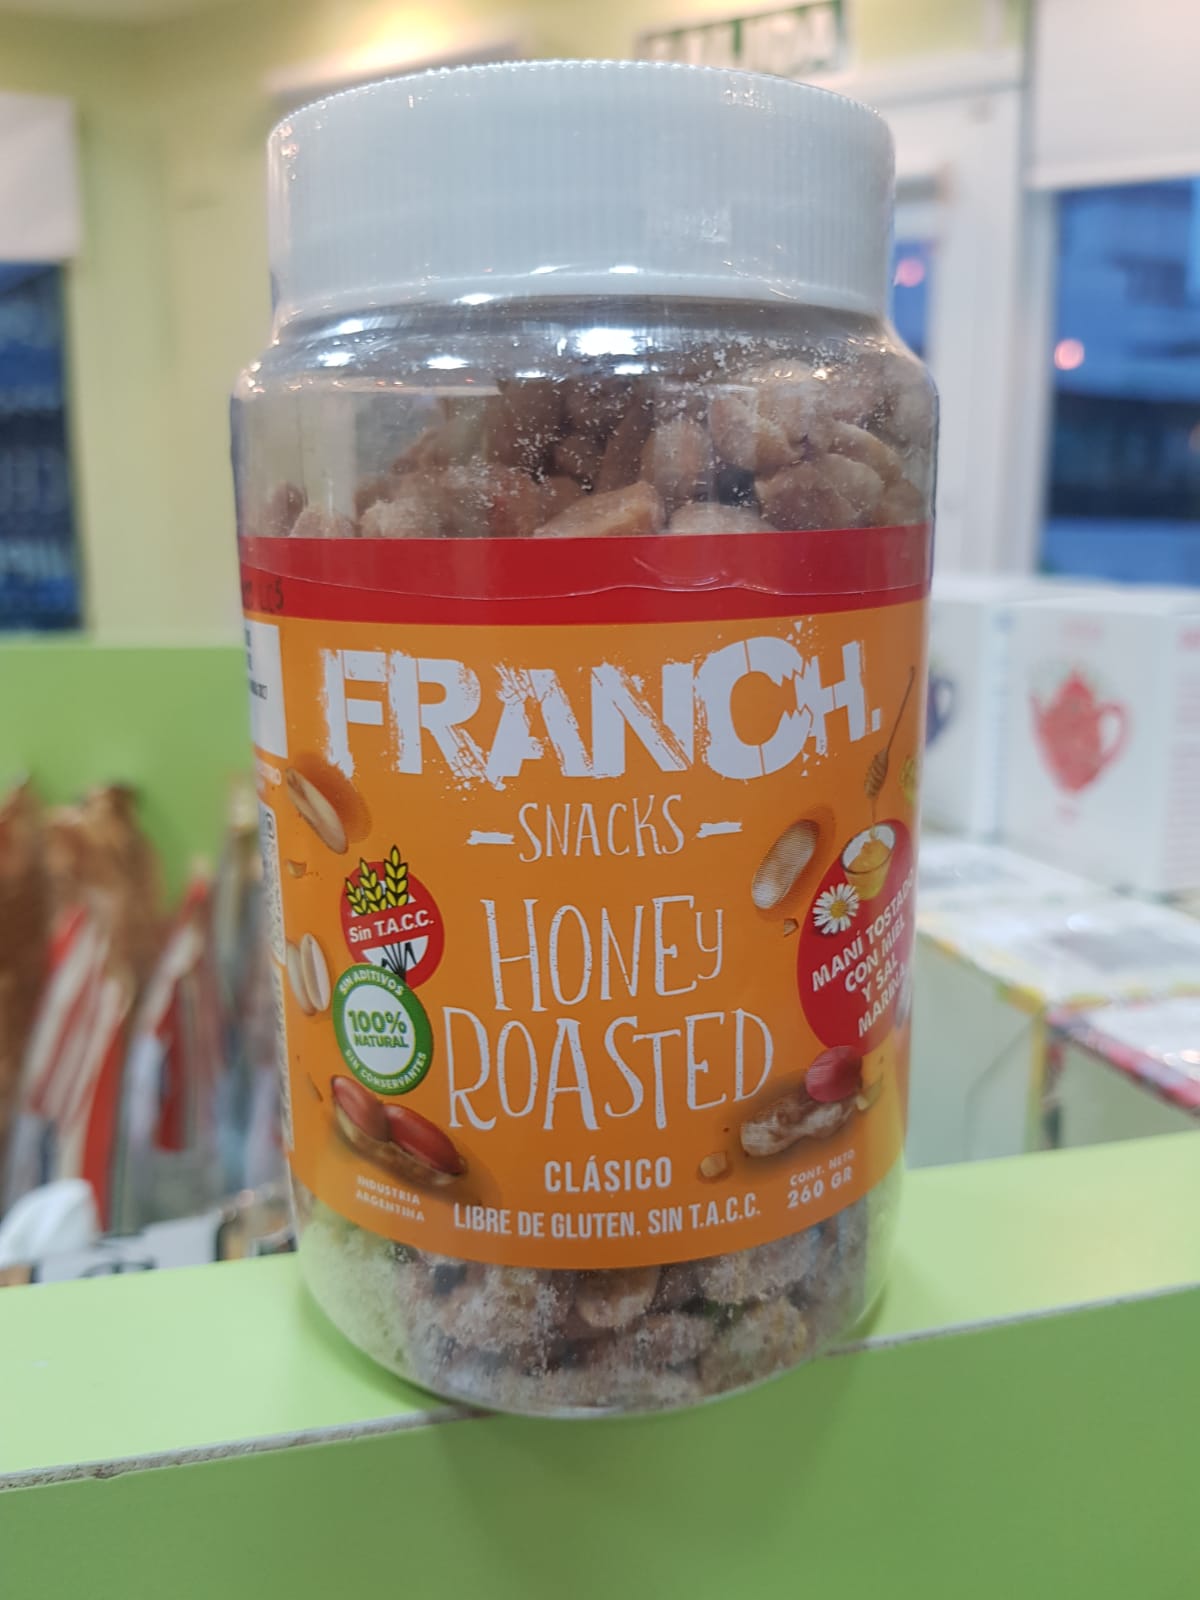 FRANCH.
SNACKS
HONEY
ROASTED
CLÁSICO
LIBRE DE GLUTEN. SIN T.A.C.C.
Sin T.A.C.C.
SIN ADITIVOS
100%
NATURAL
SIN CONSERVANTES
MANÍ TOSTADO
CON MIEL
Y SAL
MARINA
INDUSTRIA
ARGENTINA
CONT. NETO
260 GR